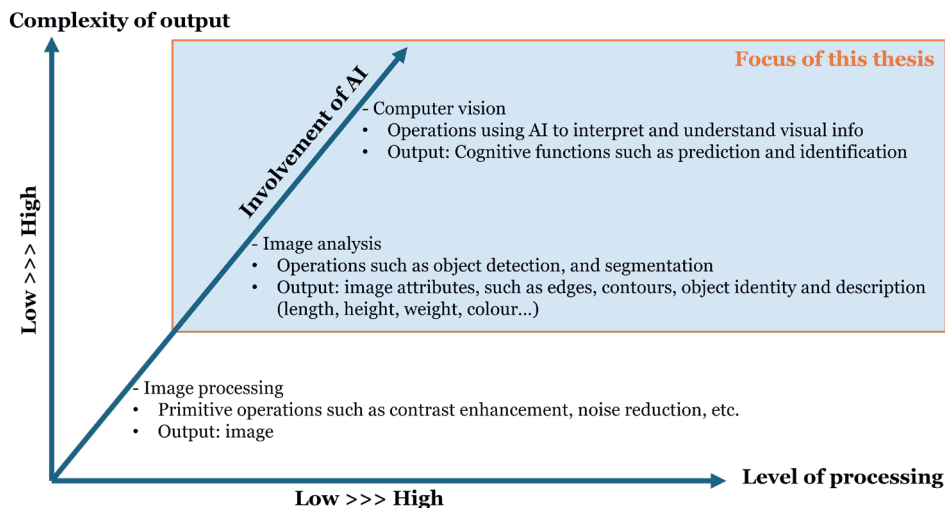 Complexity of output
Focus of this thesis
Involvement of AI
- Computer vision
• Operations using AI to interpret and understand visual info
• Output: Cognitive functions such as prediction and identification
Low >>> High
- Image analysis
• Operations such as object detection, and segmentation
• Output: image attributes, such as edges, contours, object identity and description
(length, height, weight, colour...)
- Image processing
• Primitive operations such as contrast enhancement, noise reduction, etc.
• Output: image
Level of processing
Low >>> High